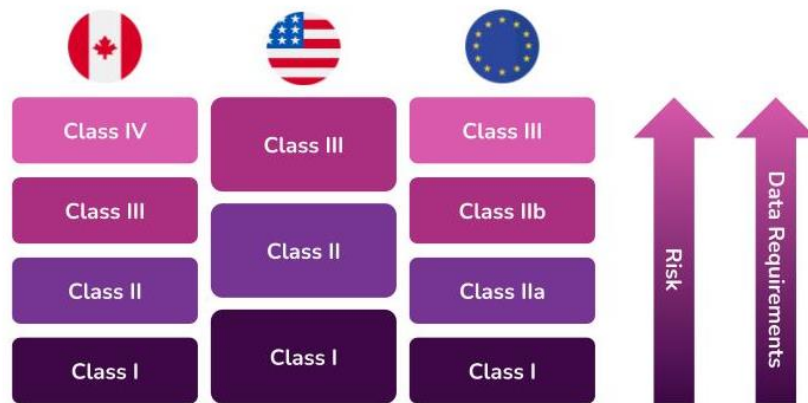 Class IV
Class III
Class II
Class I
Class III
Class II
Class I
Class III
Class IIb
Class IIa
Class I
Risk
Data Requirements